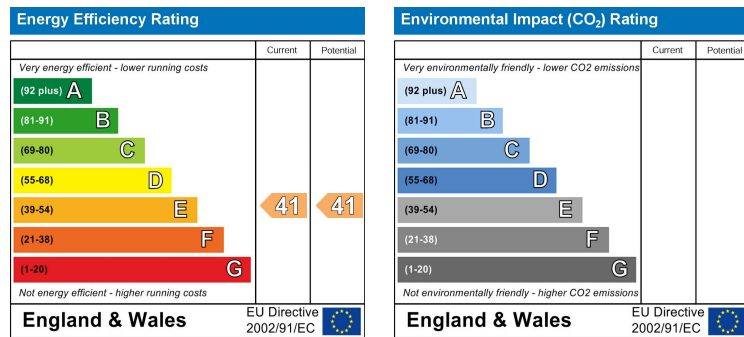 Energy Efficiency Rating
Current Potential
Very energy efficient - lower running costs
(92 plus) A
(81-91) B
(69-80) C
(55-68) D
(39-54) E 41 41
(21-38) F
(1-20) G
Not energy efficient - higher running costs
England & Wales
EU Directive
2002/91/EC
Environmental Impact (CO₂) Rating
Current Potential
Very environmentally friendly - lower CO2 emissions
(92 plus) A
(81-91) B
(69-80) C
(55-68) D
(39-54) E
(21-38) F
(1-20) G
Not environmentally friendly - higher CO2 emissions
England & Wales
EU Directive
2002/91/EC